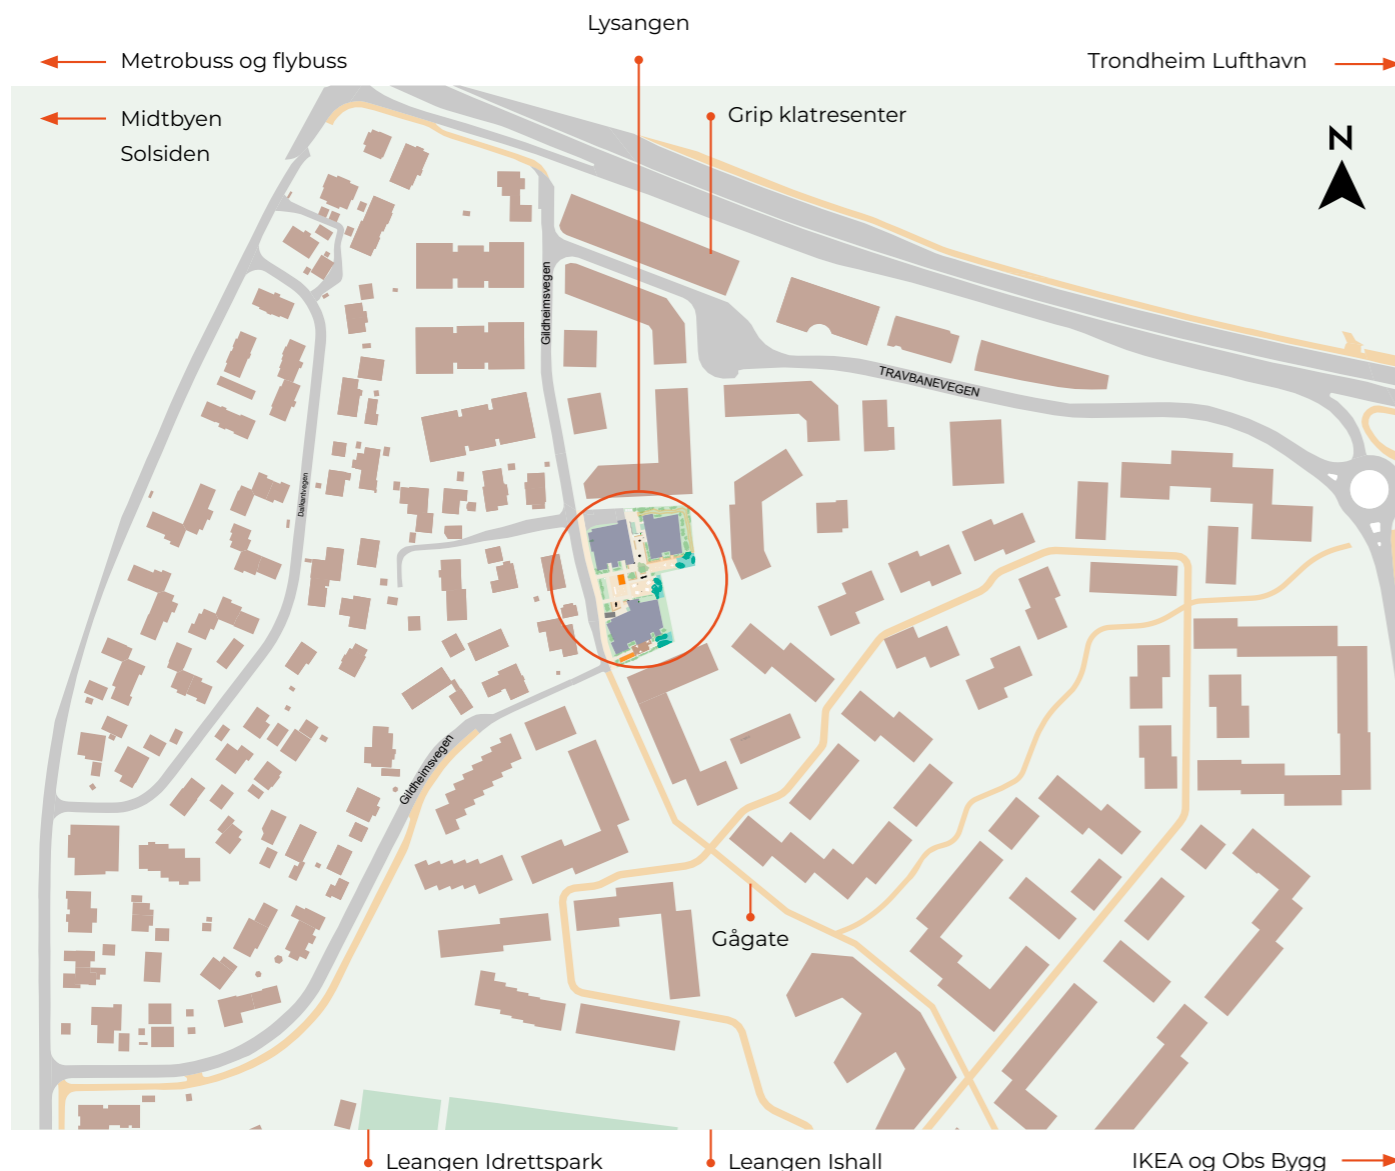 Lysangen
Metrobuss og flybuss
Trondheim Lufthavn
Midtbyen
Solsiden
Grip klatresenter
N
Gildheimsvegen
TRAVBANEVEGEN
Dalkantvegen
Gildheimsvegen
Gågate
Leangen Idrettspark
Leangen Ishall
IKEA og Obs Bygg